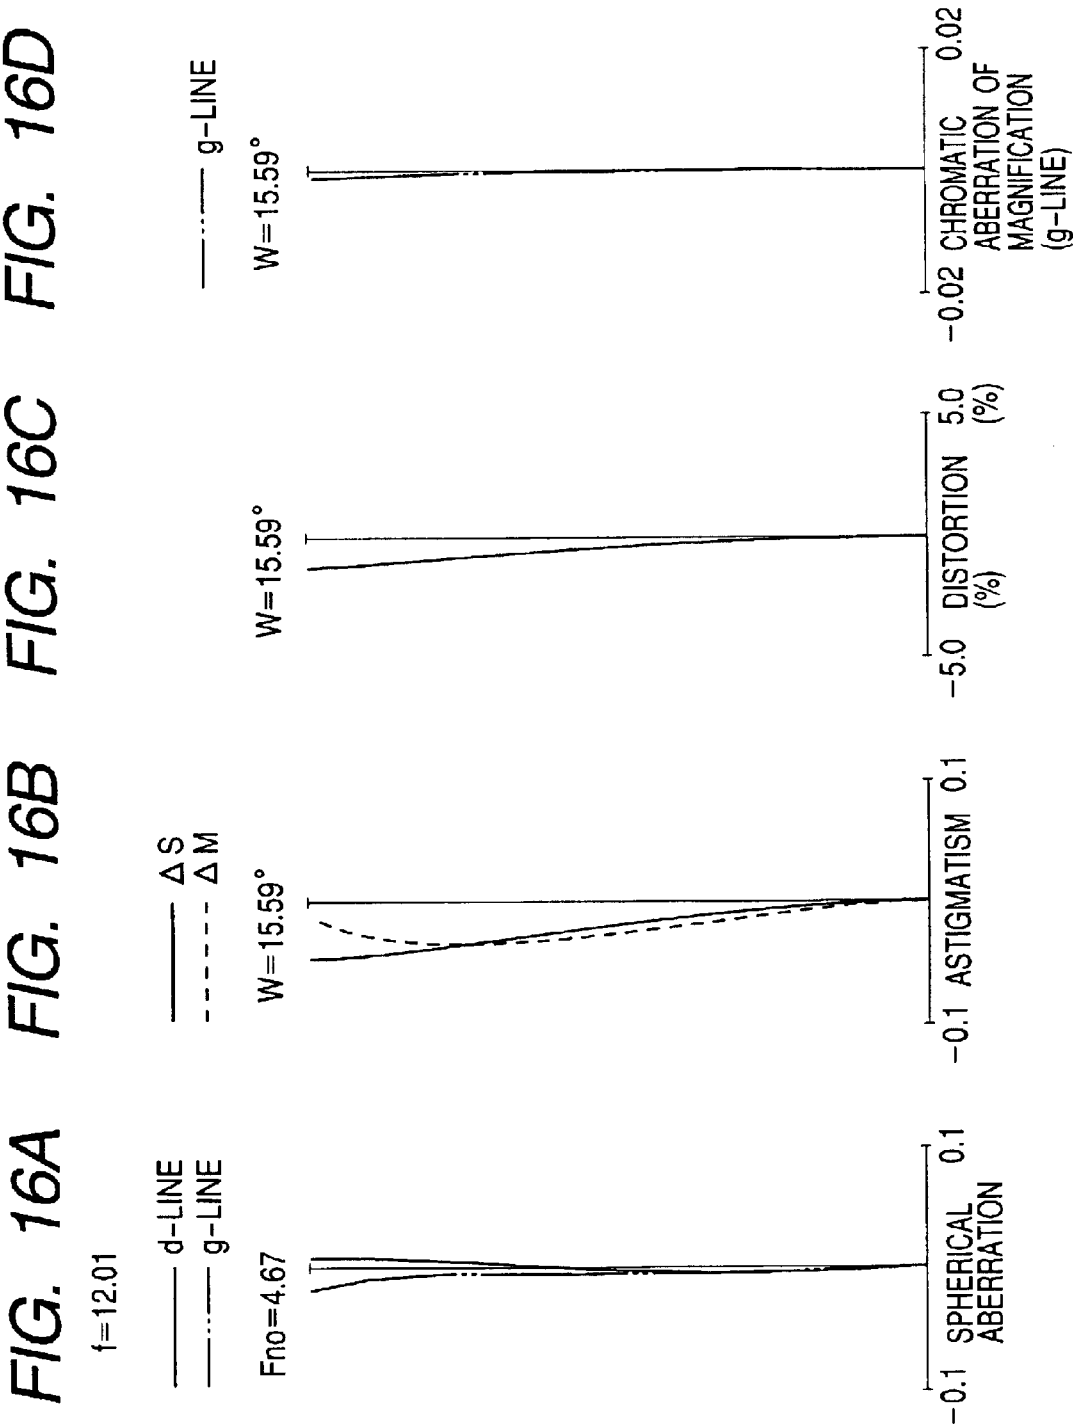 FIG. 16A
f=12.01
d-LINE
g-LINE
Fno=4.67
-0.1 SPHERICAL 0.1
ABERRATION
FIG. 16B
ΔS
ΔM
W=15.59°
-0.1 ASTIGMATISM 0.1
FIG. 16C
W=15.59°
-5.0 DISTORTION 5.0
(%) (%)
FIG. 16D
g-LINE
W=15.59°
-0.02 CHROMATIC 0.02
ABERRATION OF
MAGNIFICATION
(g-LINE)